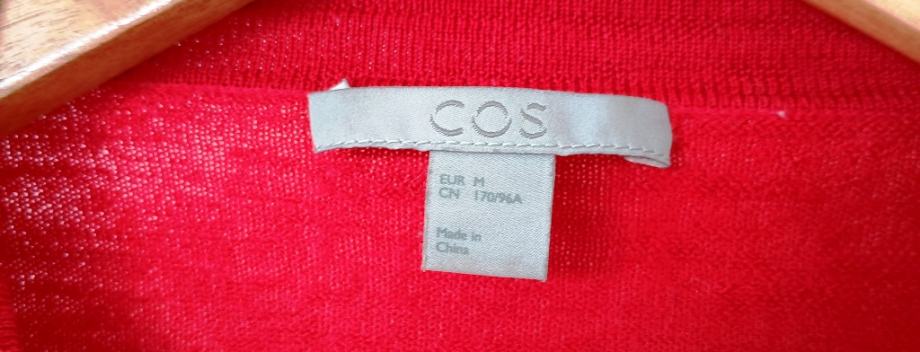 COS
EUR M
CN 170/96A
Made in
China